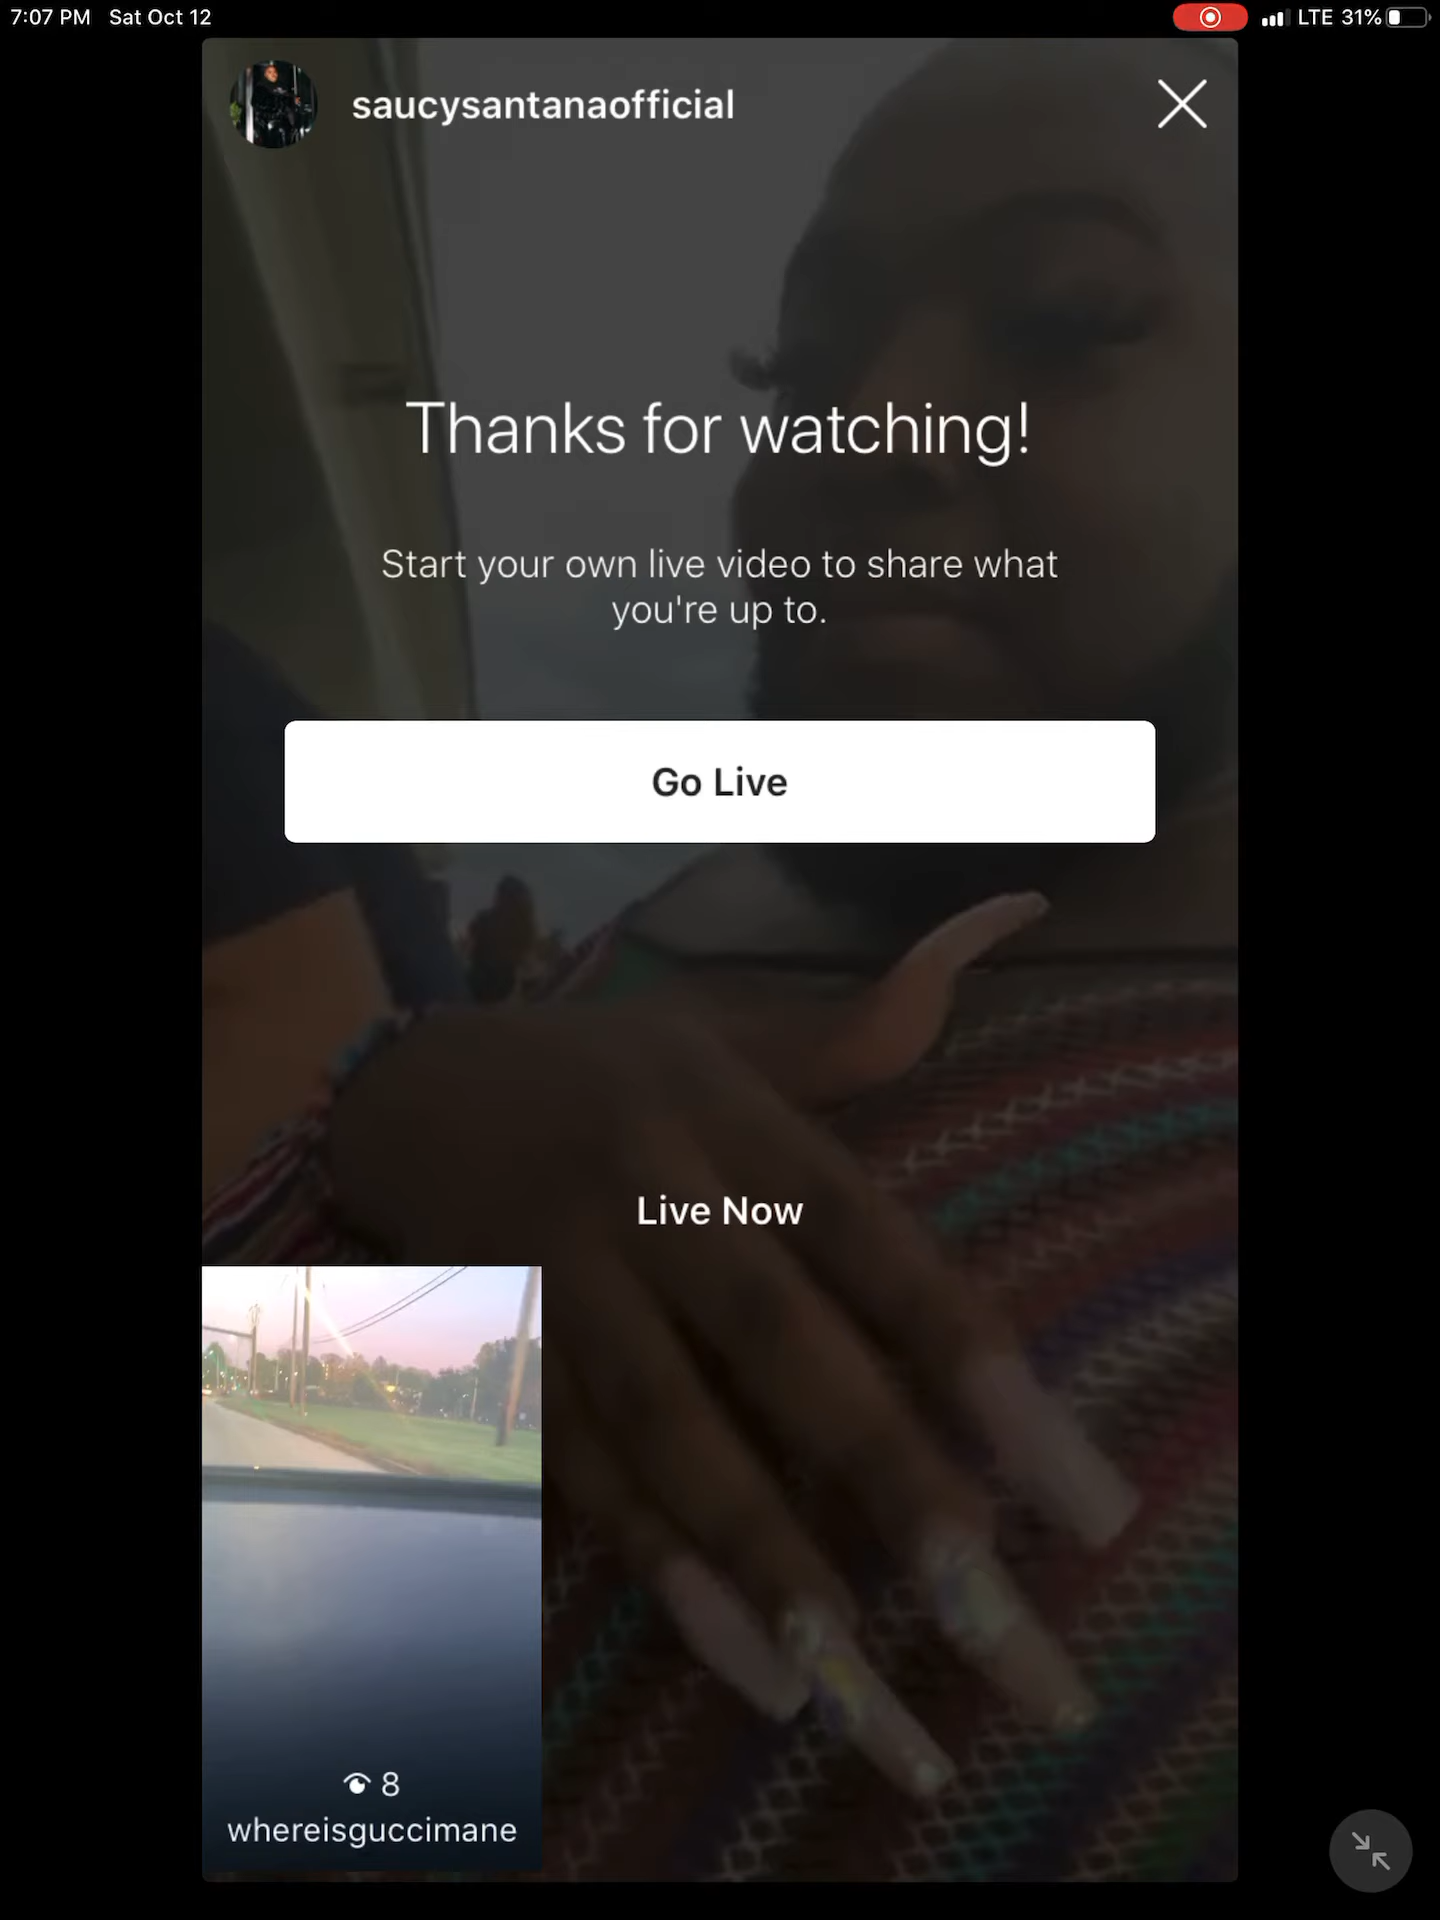 7:07 PM Sat Oct 12
LTE 31%
saucysantanaofficial
Thanks for watching!
Start your own live video to share what
you're up to.
Go Live
Live Now
8
whereisguccimane